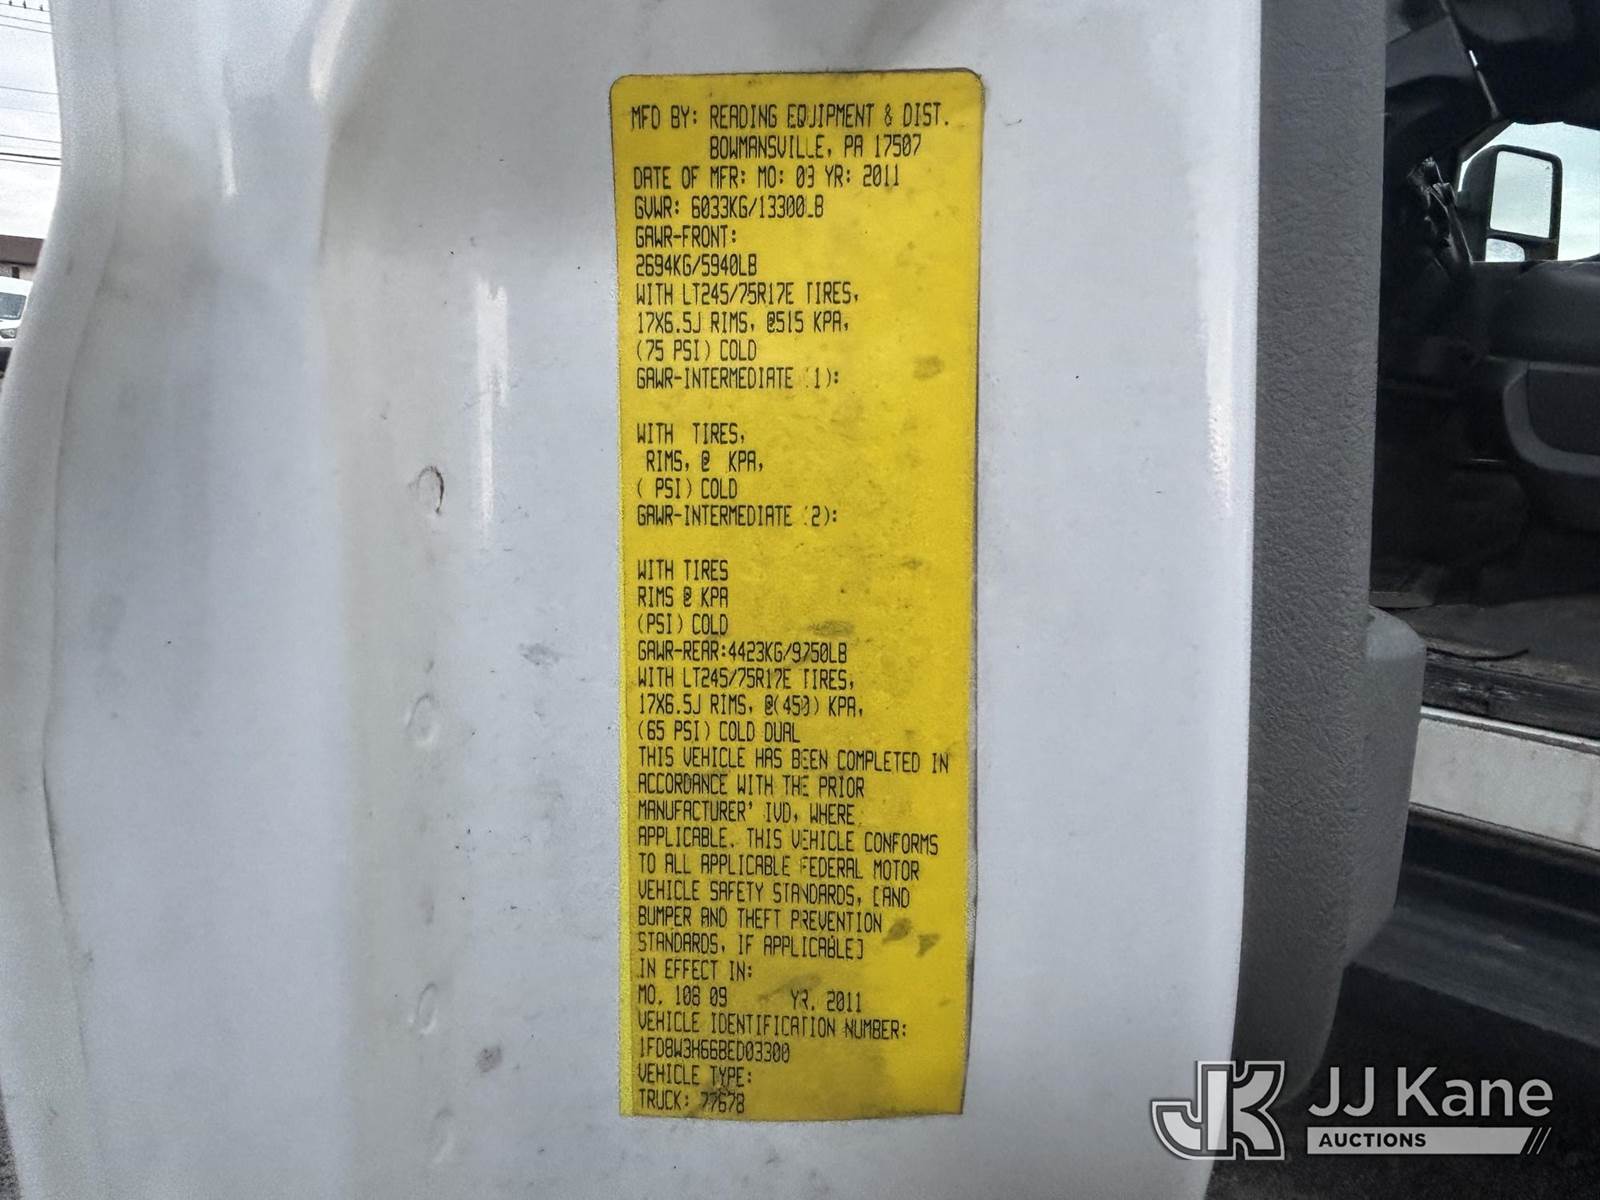 MFD BY: READING EQUIPMENT & DIST.
BOWMANSVILLE, PA 17507
DATE OF MFR: MO: 03 YR: 2011
GVWR: 6033KG/13300LB
GAWR-FRONT:
2694KG/5940LB
WITH LT245/75R17E TIRES,
17X6.5J RIMS, @515 KPA,
(75 PSI) COLD
GAWR-INTERMEDIATE (1):
WITH TIRES,
RIMS, @ KPA,
( PSI) COLD
GAWR-INTERMEDIATE (2):
WITH TIRES
RIMS @ KPA
(PSI) COLD
GAWR-REAR:4423KG/9750LB
WITH LT245/75R17E TIRES,
17X6.5J RIMS, @(450) KPA,
(65 PSI) COLD DUAL
THIS VEHICLE HAS BEEN COMPLETED IN
ACCORDANCE WITH THE PRIOR
MANUFACTURER' IVD, WHERE
APPLICABLE. THIS VEHICLE CONFORMS
TO ALL APPLICABLE FEDERAL MOTOR
VEHICLE SAFETY STANDARDS, [AND
BUMPER AND THEFT PREVENTION
STANDARDS, IF APPLICABLE]
IN EFFECT IN:
MO. 108 09 YR. 2011
VEHICLE IDENTIFICATION NUMBER:
1FD8W3H66BED03300
VEHICLE TYPE:
TRUCK: 77678
JK JJ Kane
AUCTIONS